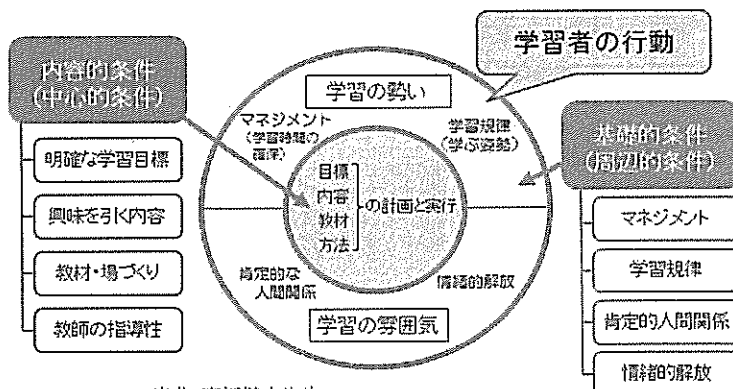 学習者の行動
内容的条件
(中心的条件)
明確な学習目標
興味を引く内容
教材・場づくり
教師の指導性
学習の勢い
マネジメント
(学習時間の
確保)
学習規律
(学ぶ姿勢)
目標
内容
教材
方法
の計画と実行
肯定的な
人間関係
情緒的解放
学習の雰囲気
基礎的条件
(周辺的条件)
マネジメント
学習規律
肯定的人間関係
情緒的解放